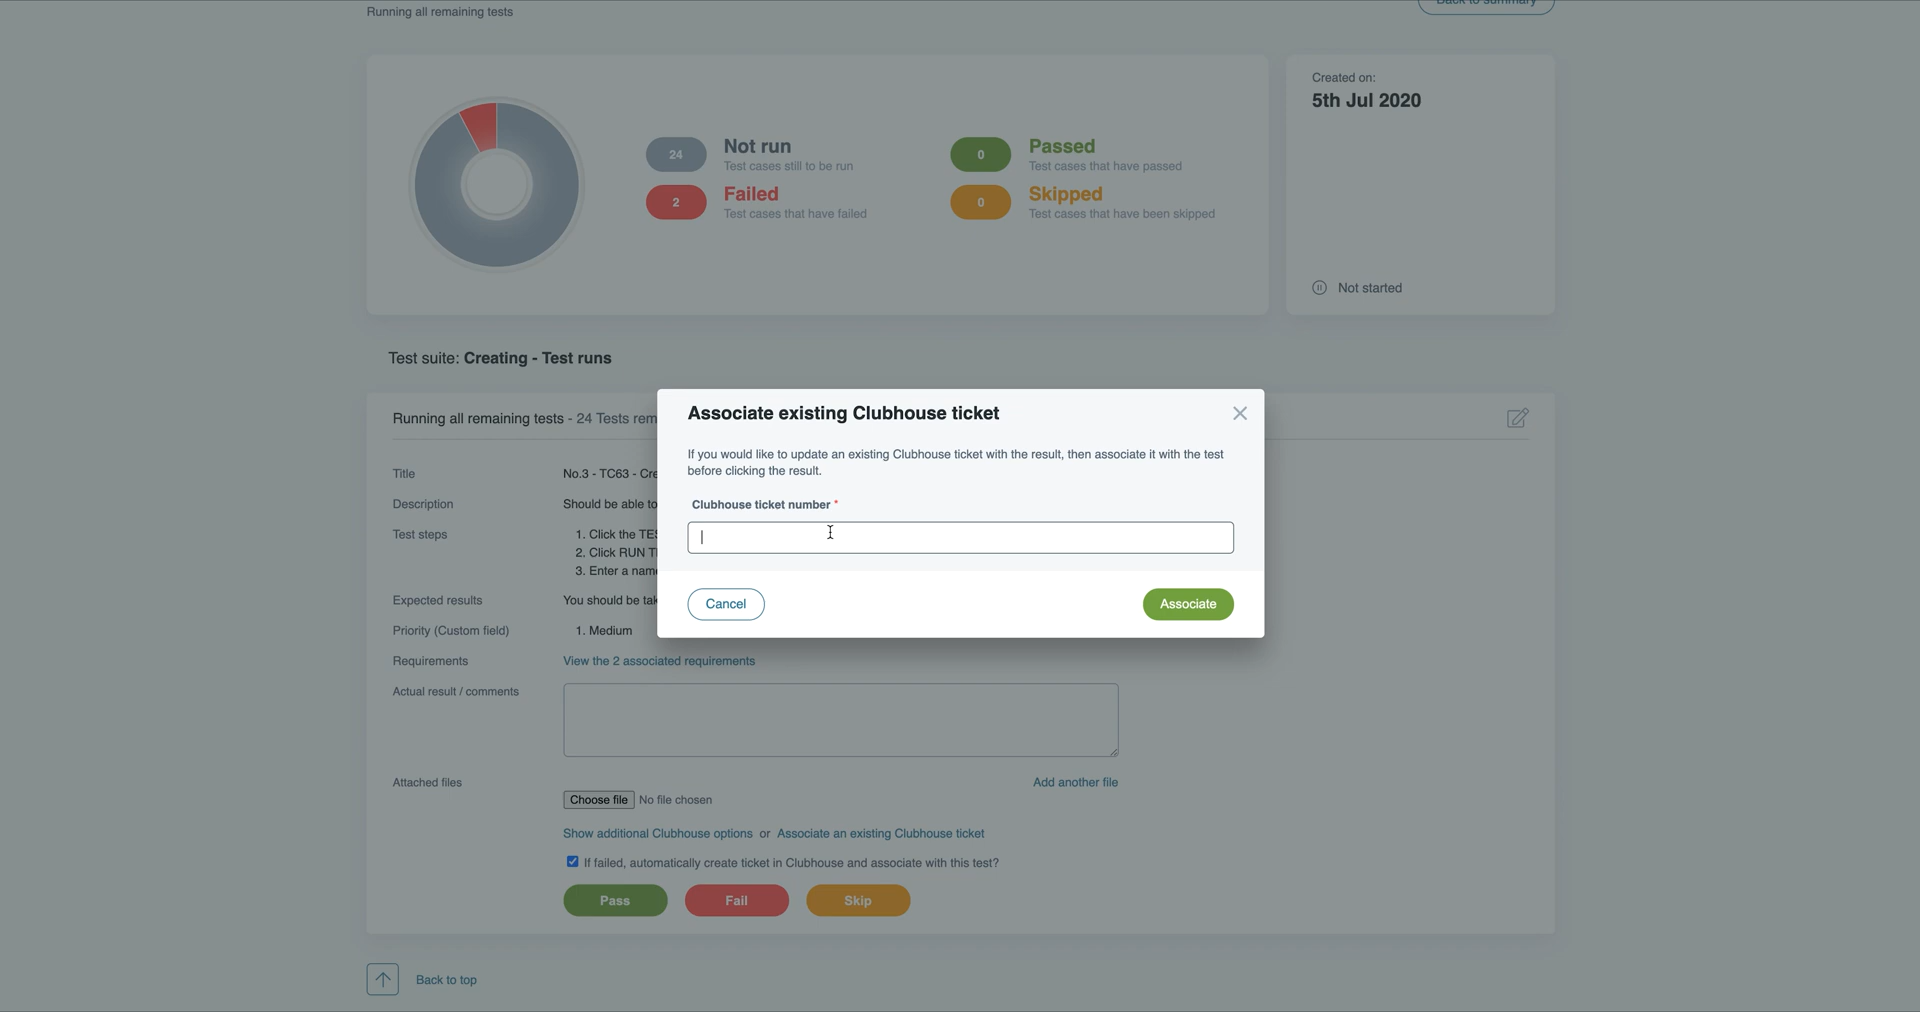 Running all remaining tests
Back to summary
Created on:
5th Jul 2020
24
Not run
Test cases still to be run
0
Passed
Test cases that have passed
2
Failed
Test cases that have failed
0
Skipped
Test cases that have been skipped
Not started
Test suite: Creating - Test runs
Running all remaining tests - 24 Tests rem
Associate existing Clubhouse ticket
If you would like to update an existing Clubhouse ticket with the result, then associate it with the test
before clicking the result.
Clubhouse ticket number *
Cancel
Associate
Title
No.3 - TC63 - Cre
Description
Should be able to
Test steps
1. Click the TES
2. Click RUN T
3. Enter a name
Expected results
You should be tak
Priority (Custom field)
1. Medium
Requirements
View the 2 associated requirements
Actual result / comments
Attached files
Add another file
Choose file No file chosen
Show additional Clubhouse options or Associate an existing Clubhouse ticket
If failed, automatically create ticket in Clubhouse and associate with this test?
Pass
Fail
Skip
Back to top